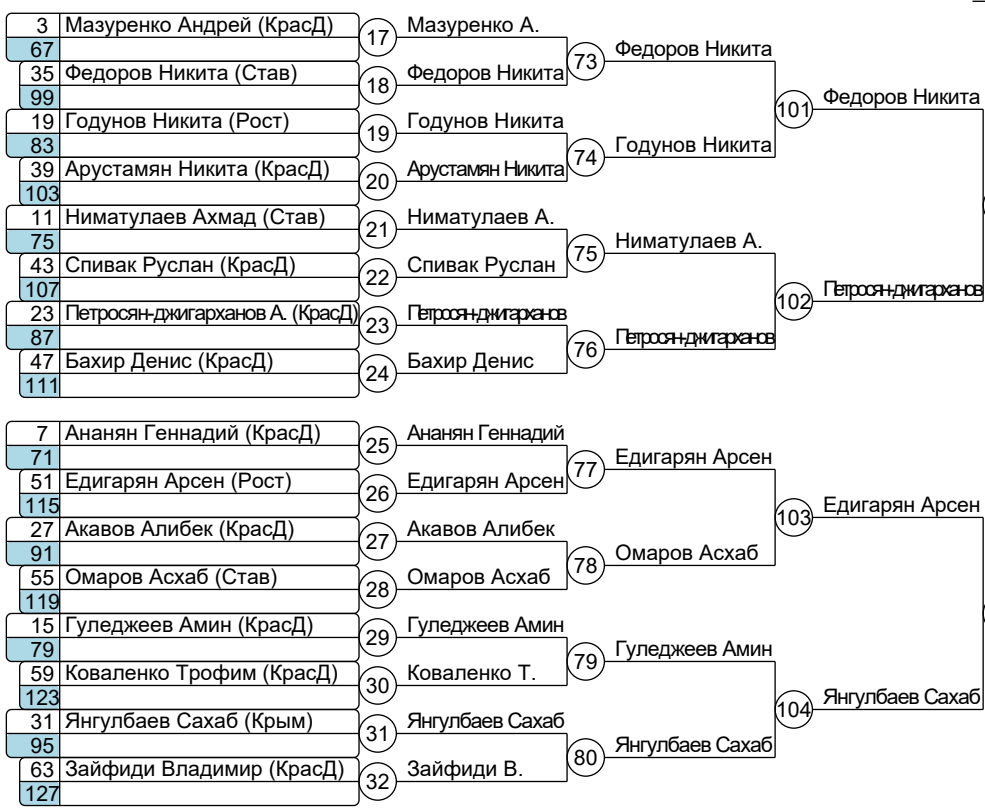 3 Мазуренко Андрей (КрасД) 17 Мазуренко А.
67 73 Федоров Никита
35 Федоров Никита (Став) 18 Федоров Никита
99 101 Федоров Никита
19 Годунов Никита (Рост) 19 Годунов Никита
83 74 Годунов Никита
39 Арустамян Никита (КрасД) 20 Арустамян Никита
103
11 Ниматулаев Ахмад (Став) 21 Ниматулаев А.
75 75 Ниматулаев А.
43 Спивак Руслан (КрасД) 22 Спивак Руслан
107 102 Петросян-джигарханов
23 Петросян-джигарханов А. (КрасД) 23 Петросян-джигарханов
87 76 Петросян-джигарханов
47 Бахир Денис (КрасД) 24 Бахир Денис
111
7 Ананян Геннадий (КрасД) 25 Ананян Геннадий
71 77 Едигарян Арсен
51 Едигарян Арсен (Рост) 26 Едигарян Арсен
115 103 Едигарян Арсен
27 Акавов Алибек (КрасД) 27 Акавов Алибек
91 78 Омаров Асхаб
55 Омаров Асхаб (Став) 28 Омаров Асхаб
119
15 Гуледжеев Амин (КрасД) 29 Гуледжеев Амин
79 79 Гуледжеев Амин
59 Коваленко Трофим (КрасД) 30 Коваленко Т.
123 104 Янгулбаев Сахаб
31 Янгулбаев Сахаб (Крым) 31 Янгулбаев Сахаб
95 80 Янгулбаев Сахаб
63 Зайфиди Владимир (КрасД) 32 Зайфиди В.
127